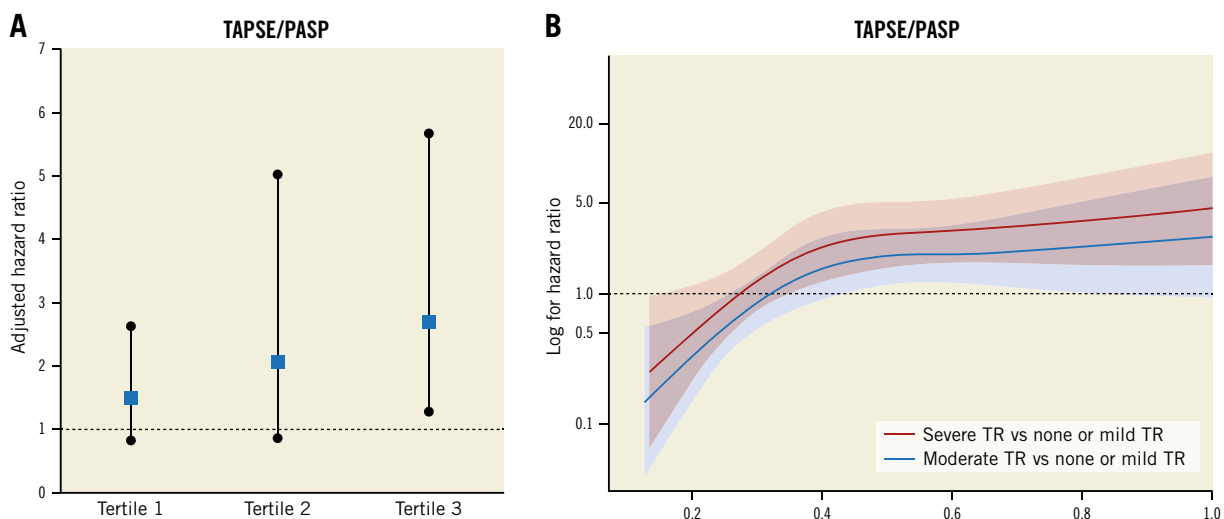 A
TAPSE/PASP
Adjusted hazard ratio
7
6
5
4
3
2
1
0
Tertile 1
Tertile 2
Tertile 3
B
TAPSE/PASP
Log for hazard ratio
20.0
5.0
1.0
0.5
0.1
Severe TR vs none or mild TR
Moderate TR vs none or mild TR
0.2
0.4
0.6
0.8
1.0